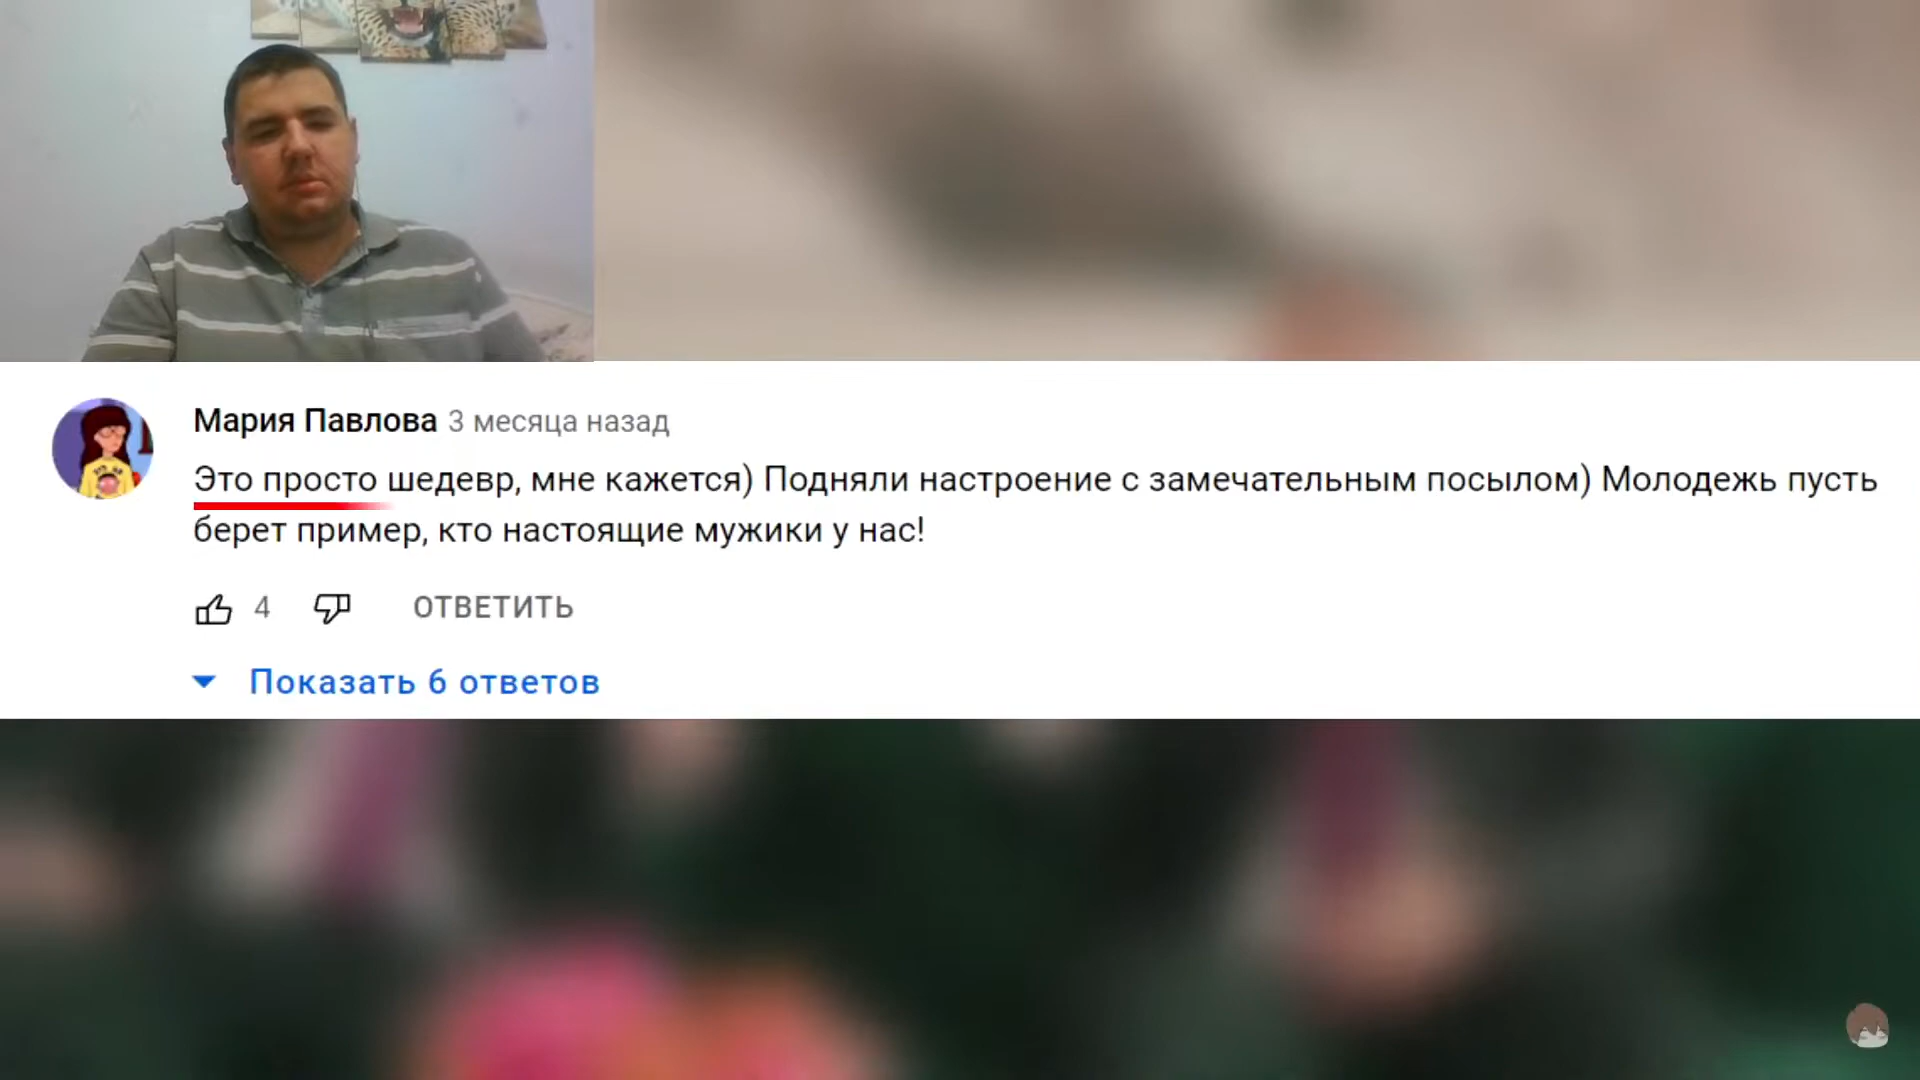 Мария Павлова 3 месяца назад
Это просто шедевр, мне кажется) Подняли настроение с замечательным посылом) Молодежь пусть
берет пример, кто настоящие мужики у нас!
4 ОТВЕТИТЬ
Показать 6 ответов